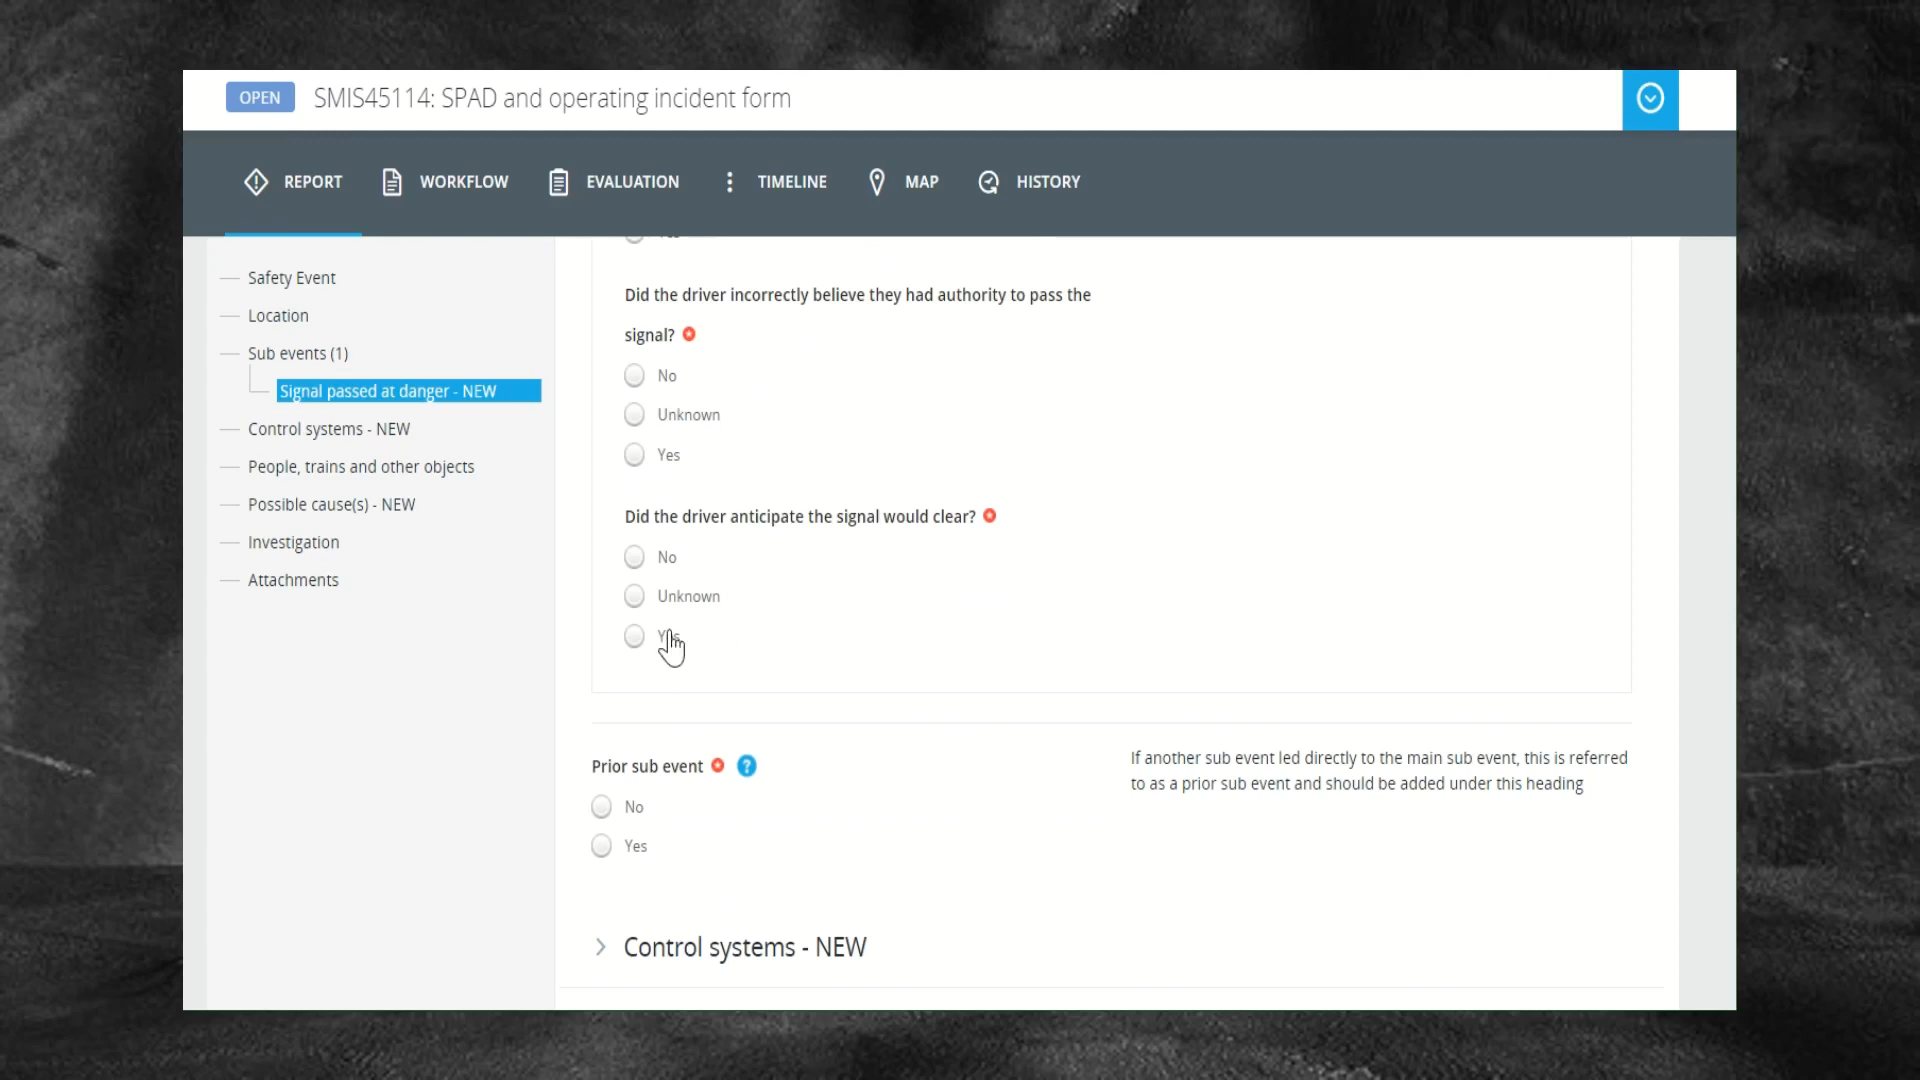 OPEN SMIS45114: SPAD and operating incident form
REPORT WORKFLOW EVALUATION TIMELINE MAP HISTORY
Safety Event
Location
Sub events (1)
Signal passed at danger - NEW
Control systems - NEW
People, trains and other objects
Possible cause(s) - NEW
Investigation
Attachments
Did the driver incorrectly believe they had authority to pass the
signal?
No
Unknown
Yes
Did the driver anticipate the signal would clear?
No
Unknown
Yes
Prior sub event ?
No
Yes
If another sub event led directly to the main sub event, this is referred
to as a prior sub event and should be added under this heading
Control systems - NEW